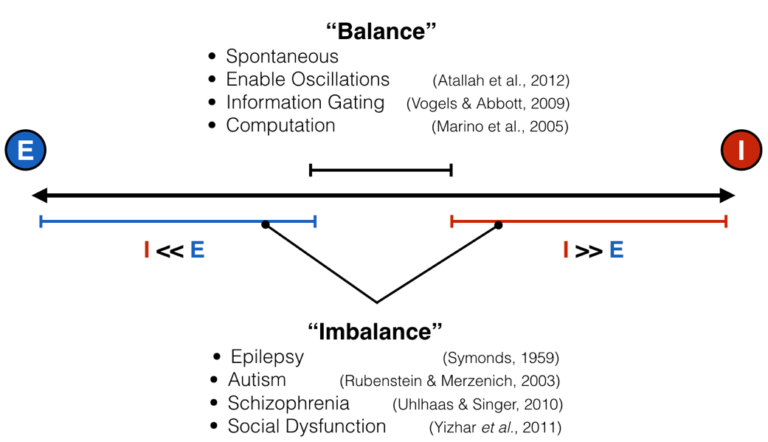 “Balance”
• Spontaneous
• Enable Oscillations (Atallah et al., 2012)
• Information Gating (Vogels & Abbott, 2009)
• Computation (Marino et al., 2005)
E I
I << E I >> E
“Imbalance”
• Epilepsy (Symonds, 1959)
• Autism (Rubenstein & Merzenich, 2003)
• Schizophrenia (Uhlhaas & Singer, 2010)
• Social Dysfunction (Yizhar et al., 2011)